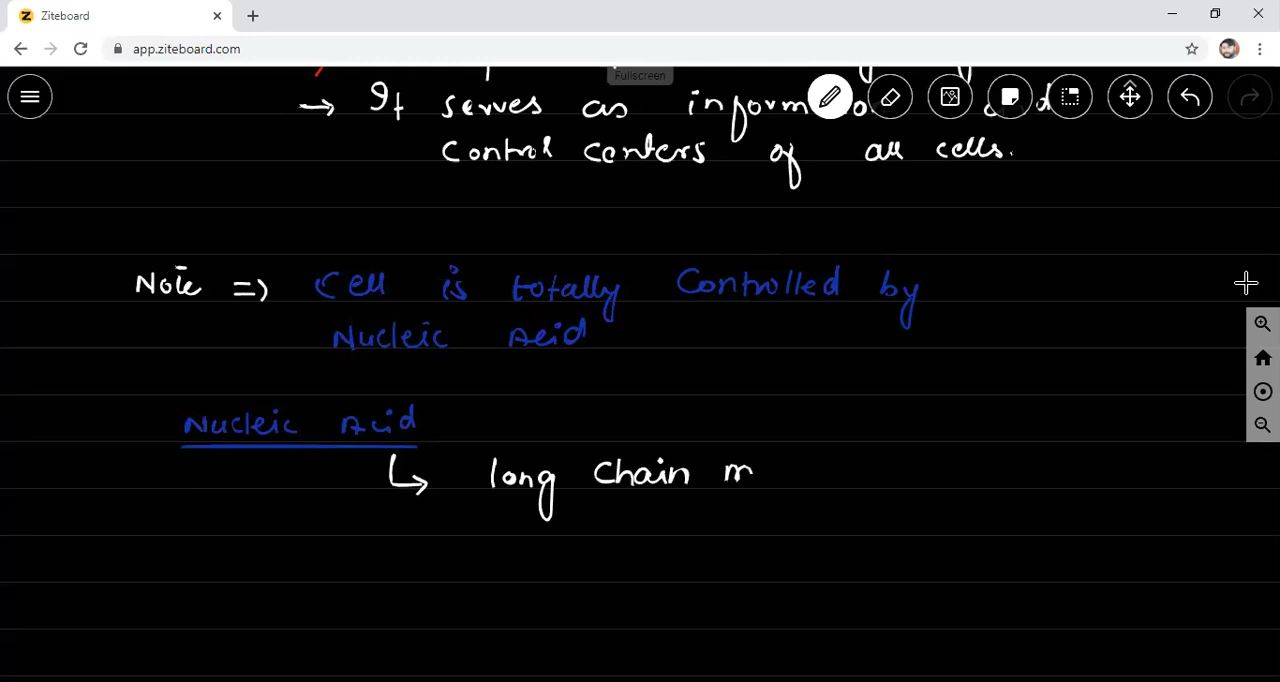 Ziteboard
app.ziteboard.com
Fullscreen
→ It serves as
control centers of all cells.
Note => Cell is totally Controlled by
Nucleic Acid
Nucleic Acid
↳ long Chain m